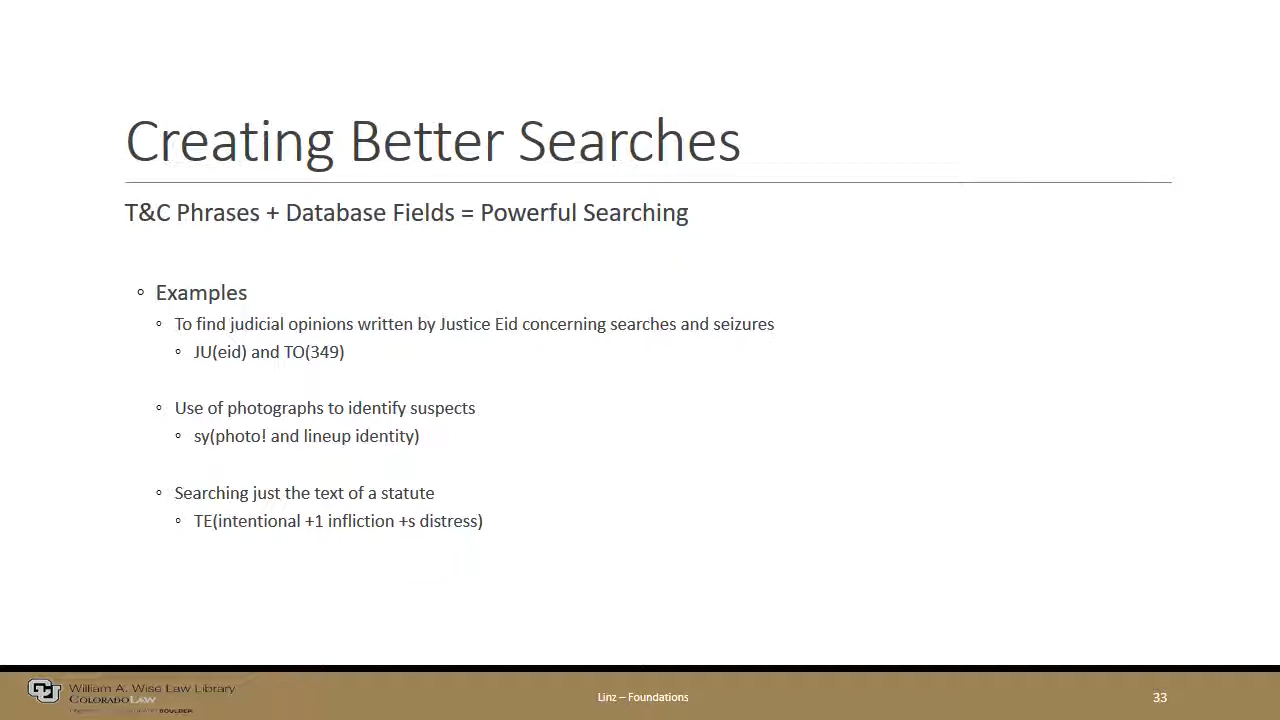 Creating Better Searches
T&C Phrases + Database Fields = Powerful Searching
◦ Examples
◦ To find judicial opinions written by Justice Eid concerning searches and seizures
◦ JU(eid) and TO(349)
◦ Use of photographs to identify suspects
◦ sy(photo! and lineup identity)
◦ Searching just the text of a statute
◦ TE(intentional +1 infliction +s distress)
William A. Wise Law Library
COLORADO LAW
BOULDER
Linz – Foundations
33